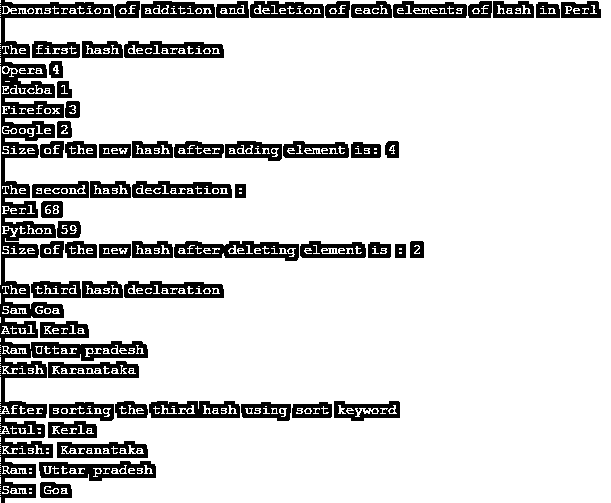 Demonstration of addition and deletion of each elements of hash in Perl
The first hash declaration
Opera 4
Educba 1
Firefox 3
Google 2
Size of the new hash after adding element is: 4
The second hash declaration :
Perl 68
Python 59
Size of the new hash after deleting element is : 2
The third hash declaration
Sam Goa
Atul Kerla
Ram Uttar pradesh
Krish Karanataka
After sorting the third hash using sort keyword
Atul: Kerla
Krish: Karanataka
Ram: Uttar pradesh
Sam: Goa